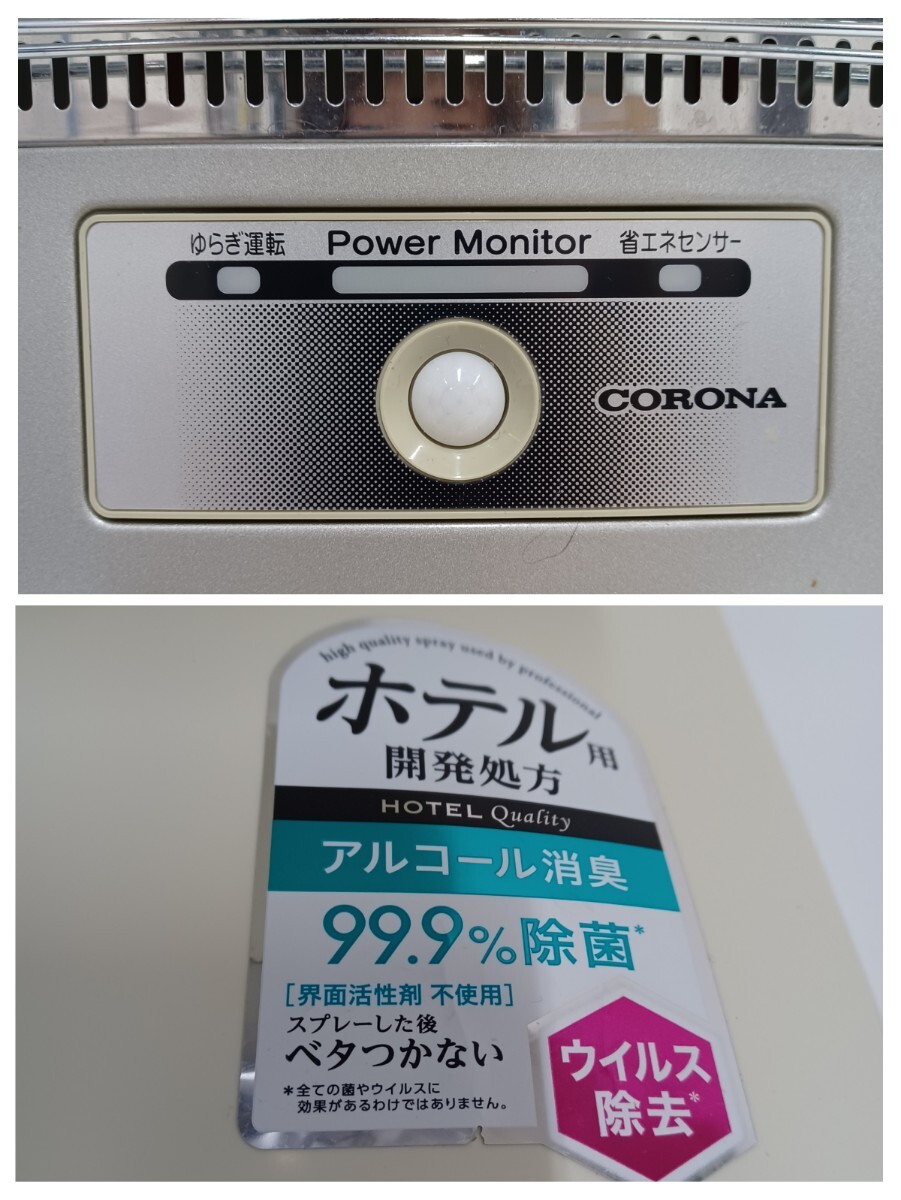 ゆらぎ運転
Power Monitor
省エネセンサー
CORONA
high quality spray used by professional
ホテル用
開発処方
HOTEL Quality
アルコール消臭
99.9%除菌*
[界面活性剤 不使用]
スプレーした後
ベタつかない
*全ての菌やウイルスに
効果があるわけではありません。
ウイルス
除去*